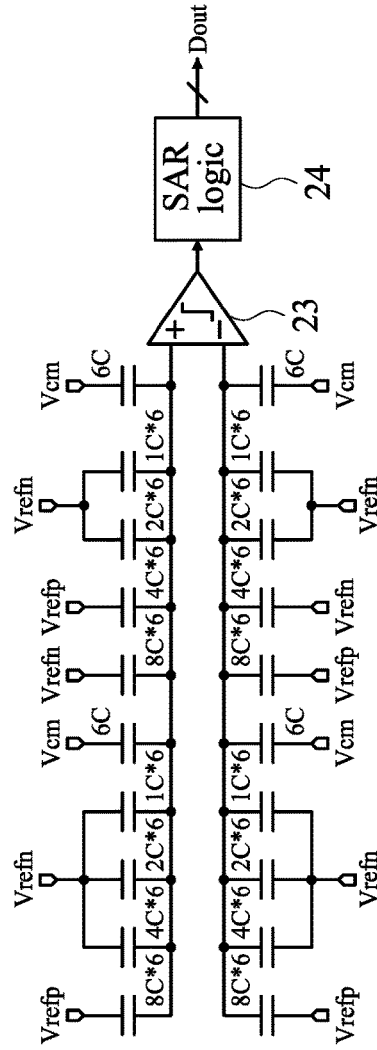 Vrefp Vrefn Vcm Vrefn Vrefp Vrefn Vcm
8C*6 4C*6 2C*6 1C*6 6C 8C*6 4C*6 2C*6 1C*6 6C
+
−
23
SAR
logic
24
Dout
8C*6 4C*6 2C*6 1C*6 6C 8C*6 4C*6 2C*6 1C*6 6C
Vrefp Vrefn Vcm Vrefp Vrefn Vrefn Vcm